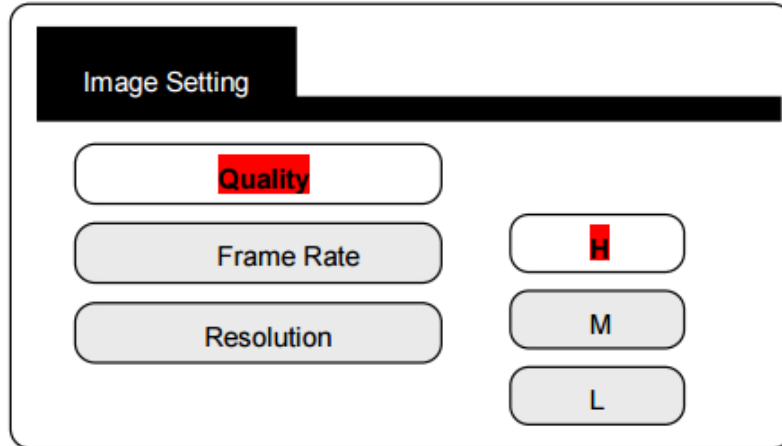 Image Setting
Quality
Frame Rate
Resolution
H
M
L